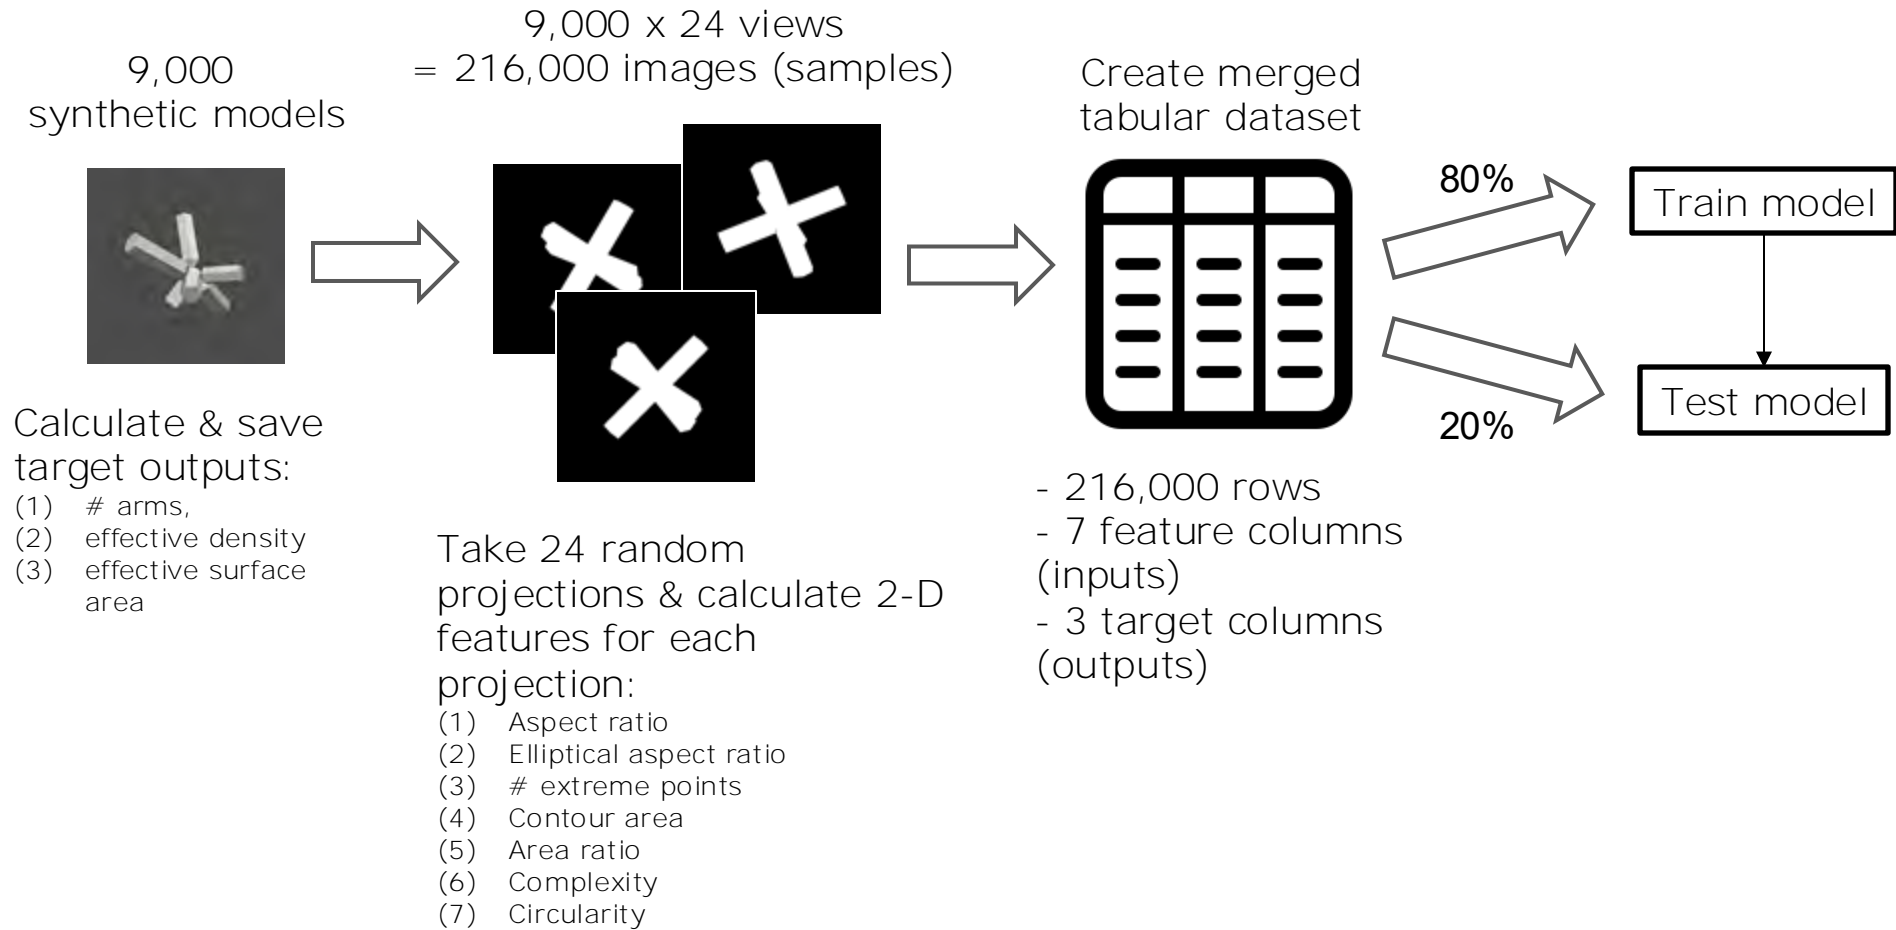 9,000
synthetic models
Calculate & save
target outputs:
(1) # arms,
(2) effective density
(3) effective surface
area
9,000 x 24 views
= 216,000 images (samples)
Take 24 random
projections & calculate 2-D
features for each
projection:
(1) Aspect ratio
(2) Elliptical aspect ratio
(3) # extreme points
(4) Contour area
(5) Area ratio
(6) Complexity
(7) Circularity
Create merged
tabular dataset
- 216,000 rows
- 7 feature columns
(inputs)
- 3 target columns
(outputs)
80%
20%
Train model
Test model